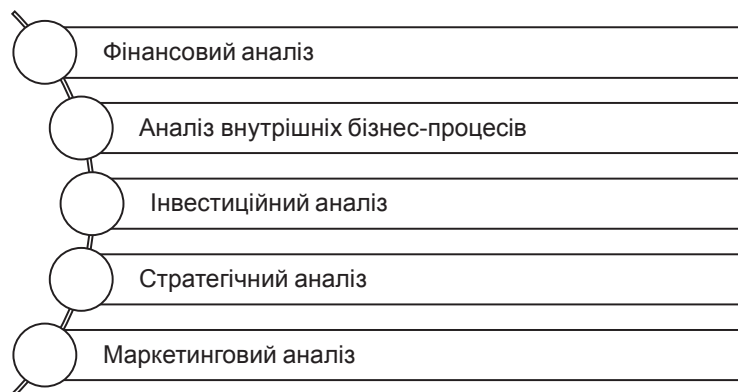 Фінансовий аналіз
Аналіз внутрішніх бізнес-процесів
Інвестиційний аналіз
Стратегічний аналіз
Маркетинговий аналіз